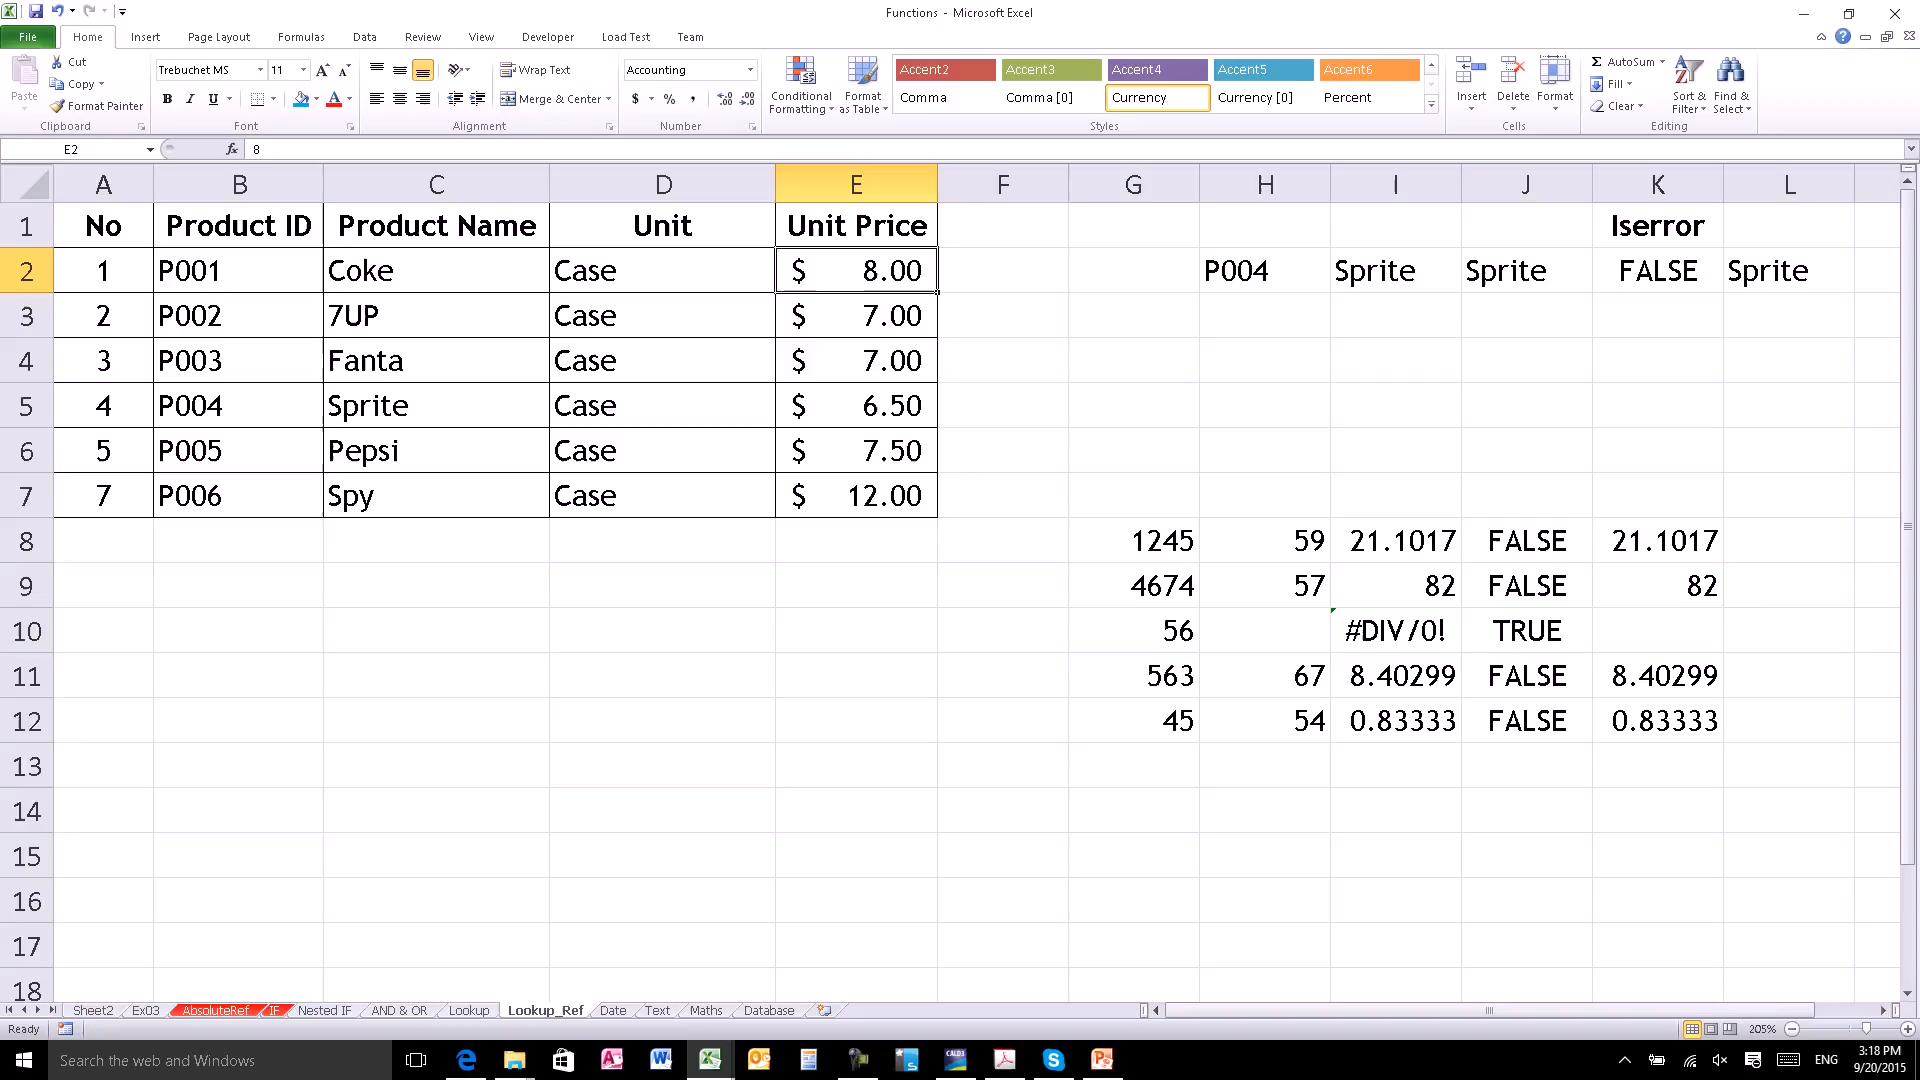 Functions - Microsoft Excel
File Home Insert Page Layout Formulas Data Review View Developer Load Test Team
Paste Cut Copy Format Painter Clipboard
Trebuchet MS 11 B I U Font
Wrap Text Merge & Center Alignment
Accounting $ % , Number
Conditional Formatting Format as Table
Accent2 Accent3 Accent4 Accent5 Accent6
Comma Comma [0] Currency Currency [0] Percent
Styles
Insert Delete Format Cells
Σ AutoSum Fill Clear Sort & Filter Find & Select Editing
E2 fx 8
A B C D E F G H I J K L
1 No Product ID Product Name Unit Unit Price Iserror
2 1 P001 Coke Case $ 8.00 P004 Sprite Sprite FALSE Sprite
3 2 P002 7UP Case $ 7.00
4 3 P003 Fanta Case $ 7.00
5 4 P004 Sprite Case $ 6.50
6 5 P005 Pepsi Case $ 7.50
7 7 P006 Spy Case $ 12.00
8 1245 59 21.1017 FALSE 21.1017
9 4674 57 82 FALSE 82
10 56 #DIV/0! TRUE
11 563 67 8.40299 FALSE 8.40299
12 45 54 0.83333 FALSE 0.83333
13
14
15
16
17
18
Sheet2 Ex03 AbsoluteRef IF Nested IF AND & OR Lookup Lookup_Ref Date Text Maths Database
Ready 205%
Search the web and Windows ENG 3:18 PM
9/20/2015